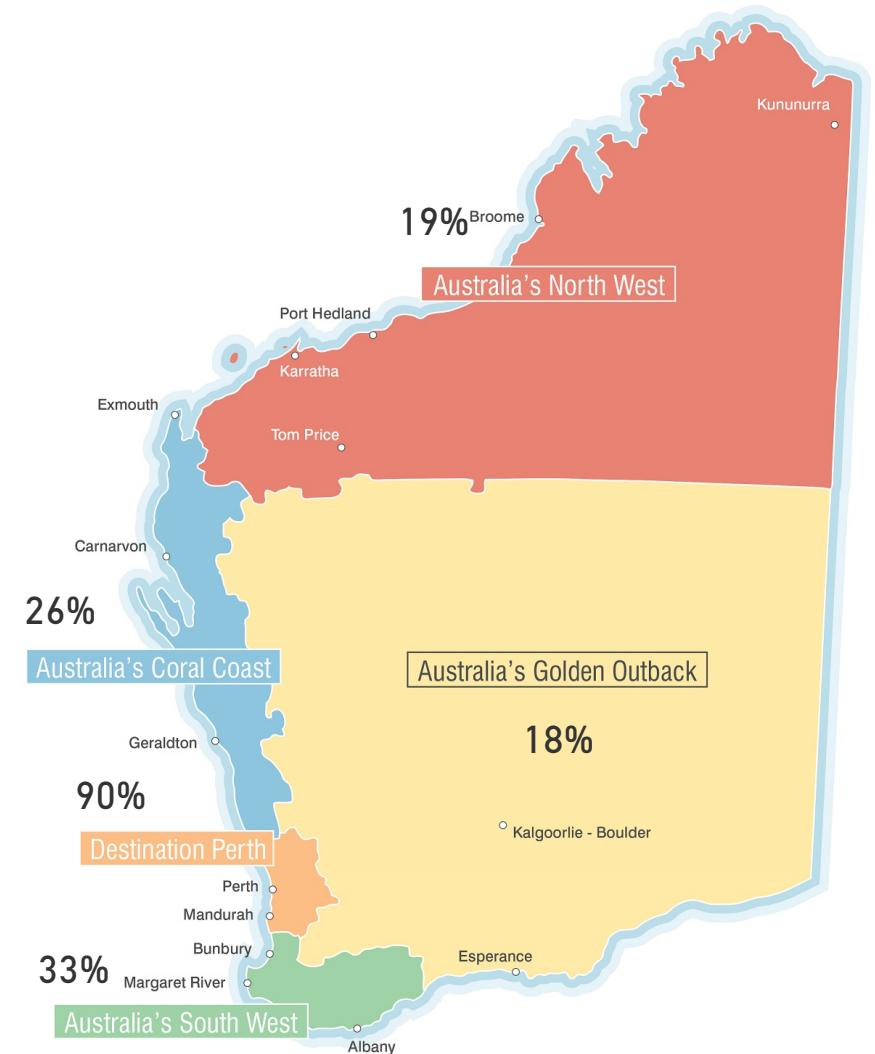 Kununurra
19%
Broome
Australia's North West
Port Hedland
Karratha
Exmouth
Tom Price
Carnarvon
26%
Australia's Coral Coast
Australia's Golden Outback
18%
Geraldton
90%
Kalgoorlie - Boulder
Destination Perth
Perth
Mandurah
Bunbury
Esperance
33%
Margaret River
Australia's South West
Albany